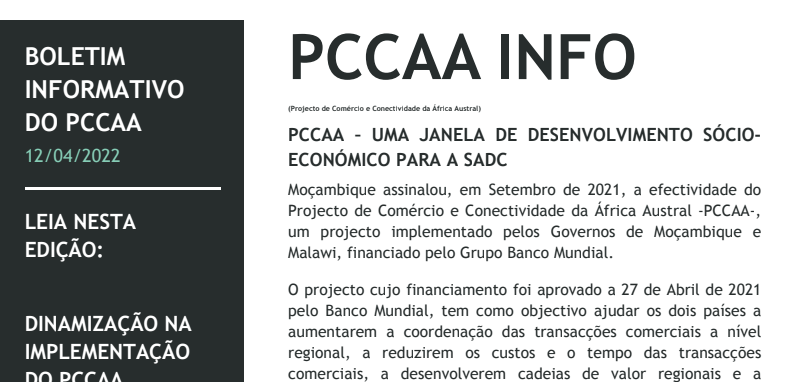 BOLETIM
INFORMATIVO
DO PCCAA
12/04/2022
LEIA NESTA
EDIÇÃO:
DINAMIZAÇÃO NA
IMPLEMENTAÇÃO
DO PCCAA
PCCAA INFO
(Projecto de Comércio e Conectividade da África Austral)
PCCAA – UMA JANELA DE DESENVOLVIMENTO SÓCIO-
ECONÓMICO PARA A SADC
Moçambique assinalou, em Setembro de 2021, a efectividade do
Projecto de Comércio e Conectividade da África Austral -PCCAA-,
um projecto implementado pelos Governos de Moçambique e
Malawi, financiado pelo Grupo Banco Mundial.
O projecto cujo financiamento foi aprovado a 27 de Abril de 2021
pelo Banco Mundial, tem como objectivo ajudar os dois países a
aumentarem a coordenação das transacções comerciais a nível
regional, a reduzirem os custos e o tempo das transacções
comerciais, a desenvolverem cadeias de valor regionais e a